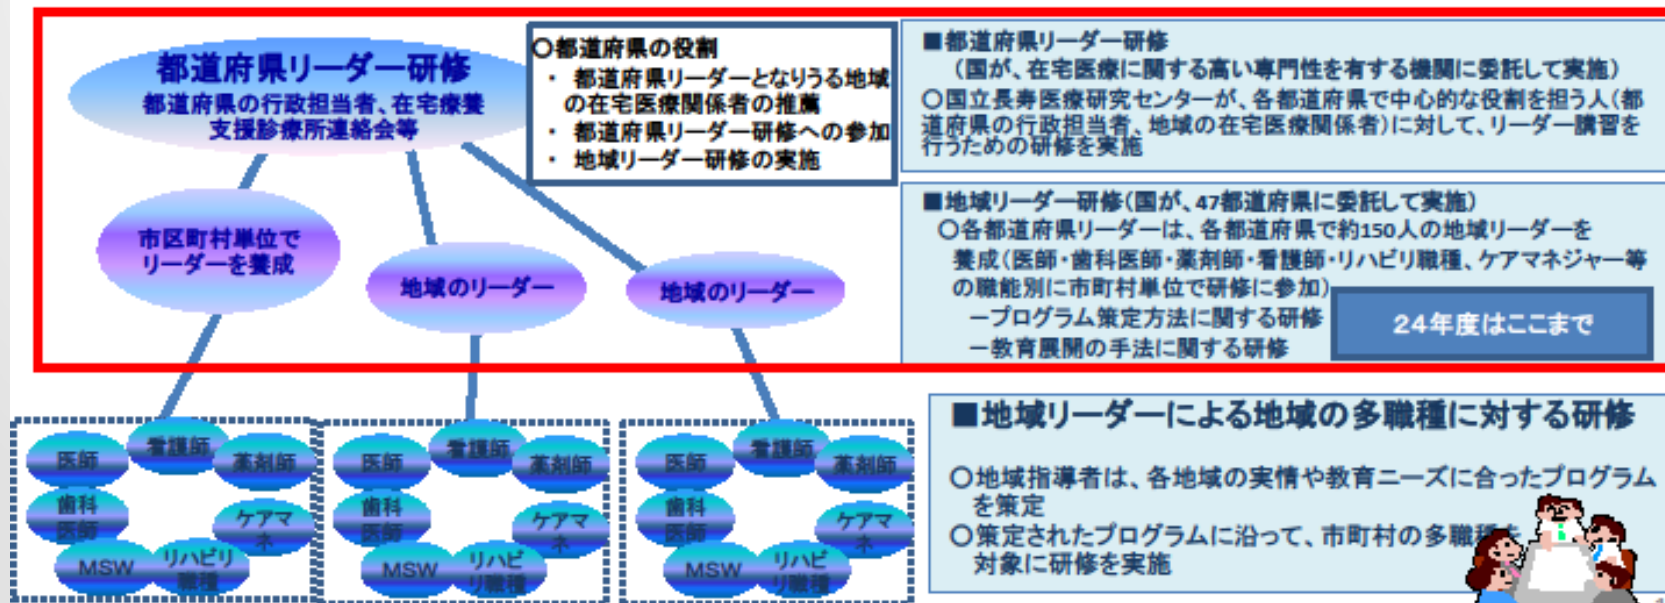 都道府県リーダー研修
都道府県の行政担当者、在宅療養
支援診療所連絡会等
〇都道府県の役割
・ 都道府県リーダーとなりうる地域
の在宅医療関係者の推薦
・ 都道府県リーダー研修への参加
・ 地域リーダー研修の実施
■都道府県リーダー研修
(国が、在宅医療に関する高い専門性を有する機関に委託して実施)
〇国立長寿医療研究センターが、各都道府県で中心的な役割を担う人(都
道府県の行政担当者、地域の在宅医療関係者)に対して、リーダー講習を
行うための研修を実施
市区町村単位で
リーダーを養成
地域のリーダー
地域のリーダー
■地域リーダー研修(国が、47都道府県に委託して実施)
〇各都道府県リーダーは、各都道府県で約150人の地域リーダーを
養成(医師・歯科医師・薬剤師・看護師・リハビリ職種、ケアマネジャー等
の職能別に市町村単位で研修に参加)
ープログラム策定方法に関する研修
ー教育展開の手法に関する研修
24年度はここまで
医師
看護師
薬剤師
歯科
医師
ケアマ
ネ
MSW
リハビリ
職種
医師
看護師
薬剤師
歯科
医師
ケアマ
ネ
MSW
リハビ
リ職種
医師
看護師
薬剤師
歯科
医師
ケアマ
ネ
MSW
リハビ
リ職種
■地域リーダーによる地域の多職種に対する研修
〇地域指導者は、各地域の実情や教育ニーズに合ったプログラム
を策定
〇策定されたプログラムに沿って、市町村の多職種を
対象に研修を実施